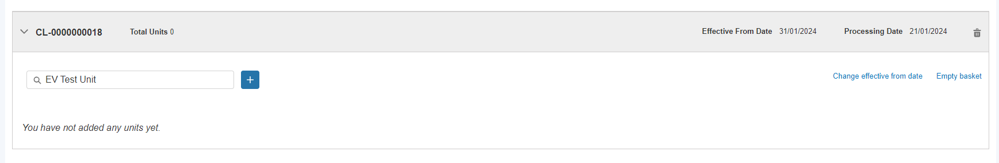 CL-0000000018 Total Units 0 Effective From Date 31/01/2024 Processing Date 21/01/2024
EV Test Unit + Change effective from date Empty basket
You have not added any units yet.